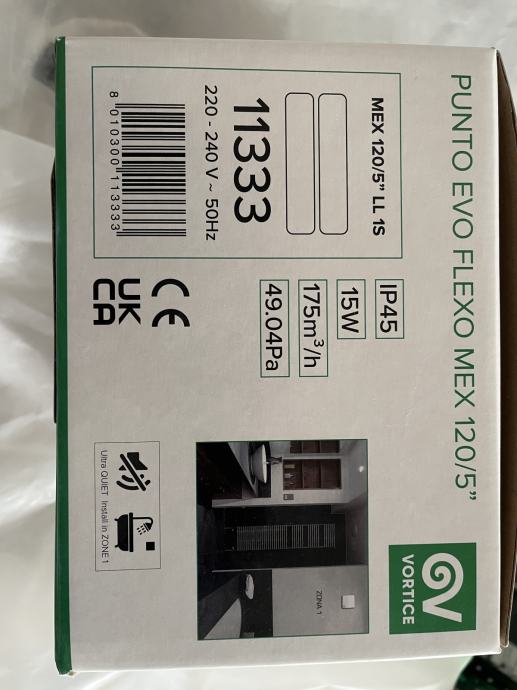 PUNTO EVO FLEXO MEX 120/5”
VORTICE
MEX 120/5” LL 1S
11333
220 - 240 V ~ 50Hz
8 010300 113333
IP45
15W
175m³/h
49.04Pa
CE
UK
CA
ZONA 1
Ultra QUIET
Install in ZONE 1